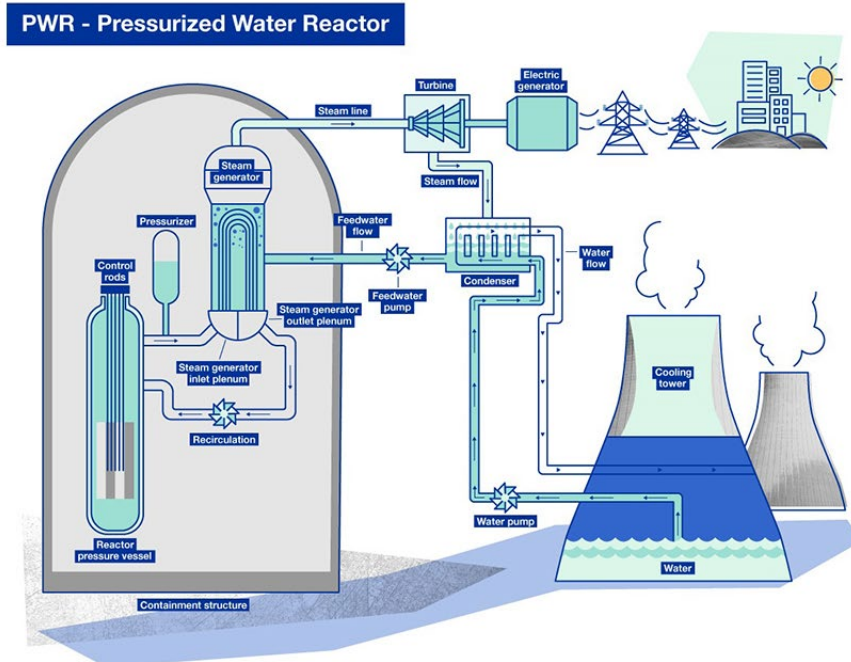 PWR - Pressurized Water Reactor
Turbine
Electric
generator
Steam line
Steam
generator
Steam flow
Pressurizer
Feedwater
flow
Control
rods
Condenser
Water
flow
Feedwater
pump
Steam generator
outlet plenum
Steam generator
inlet plenum
Cooling
tower
Recirculation
Water pump
Reactor
pressure vessel
Water
Containment structure